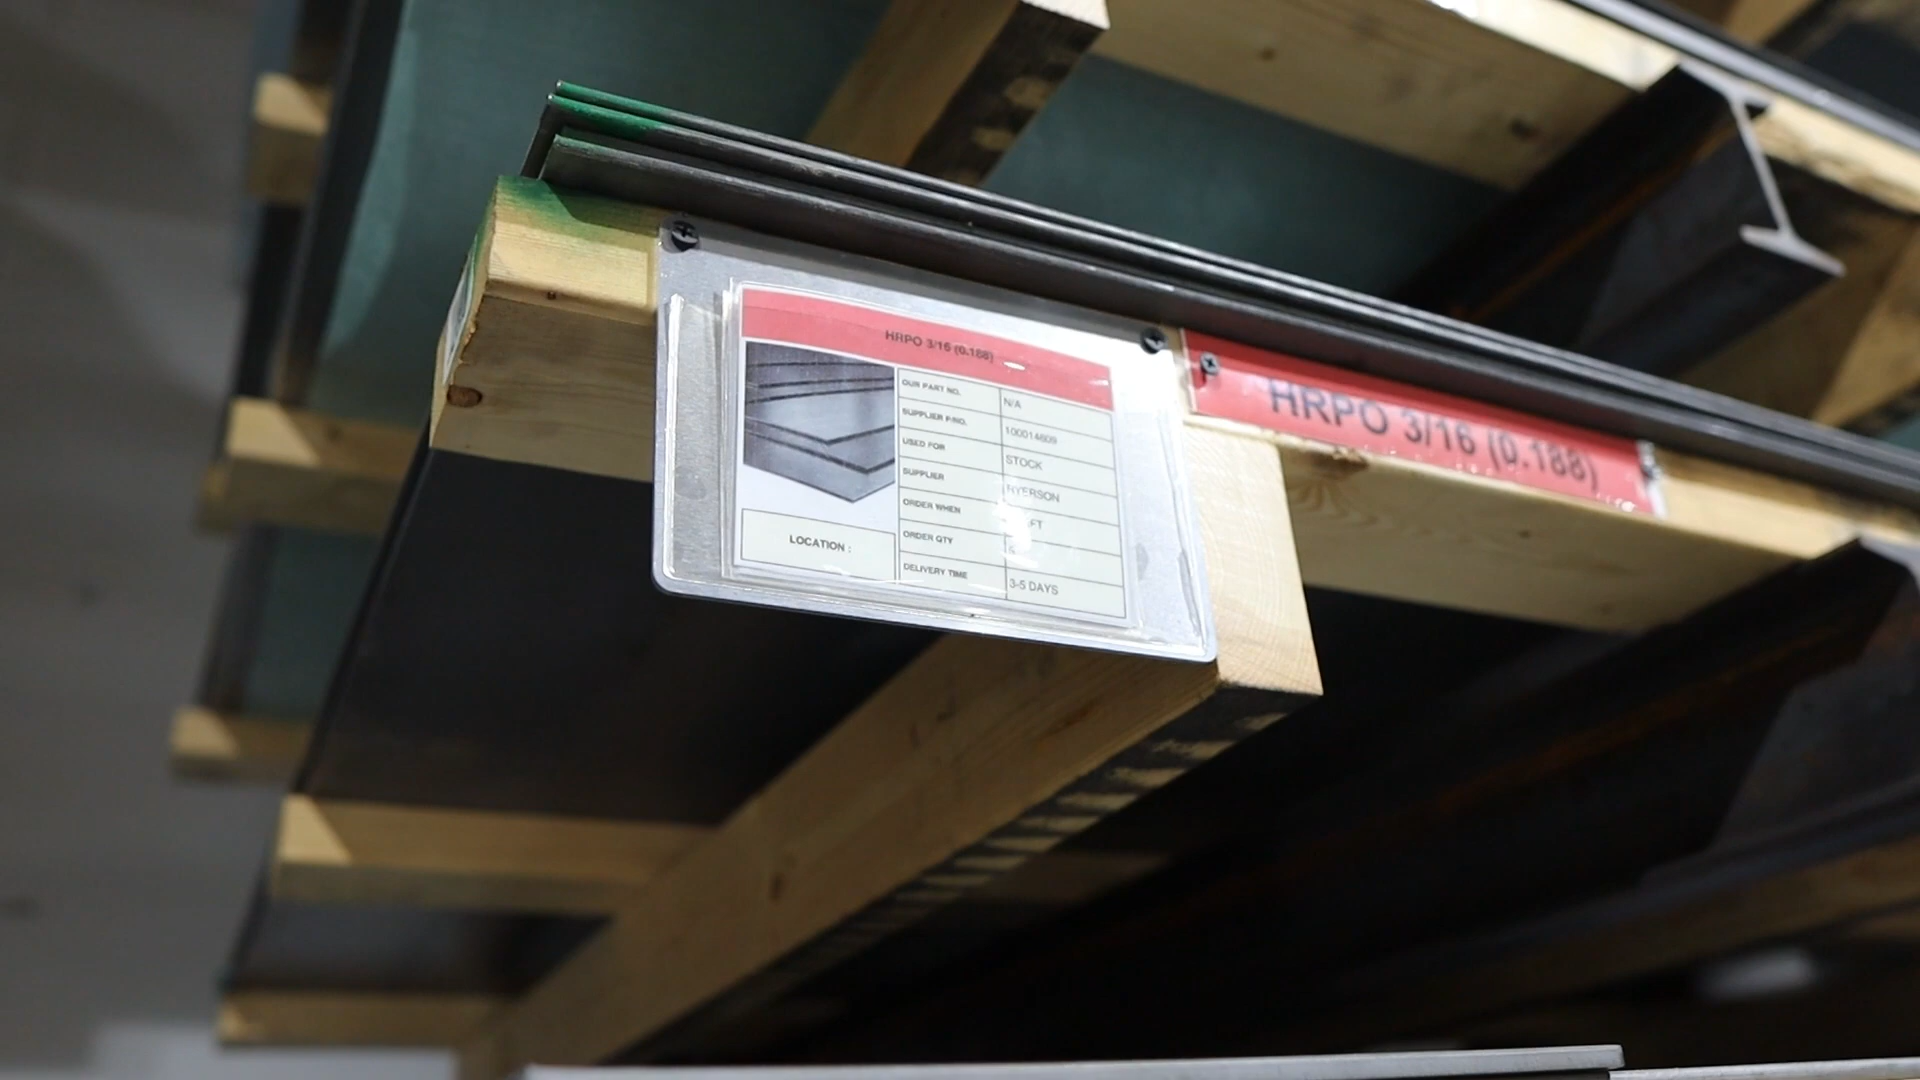 HRPO 3/16 (0.188)
OUR PART NO. N/A
SUPPLIER P/NO. 100014609
USED FOR STOCK
SUPPLIER RYERSON
ORDER WHEN
ORDER QTY
DELIVERY TIME 3-5 DAYS
LOCATION :
HRPO 3/16 (0.188)